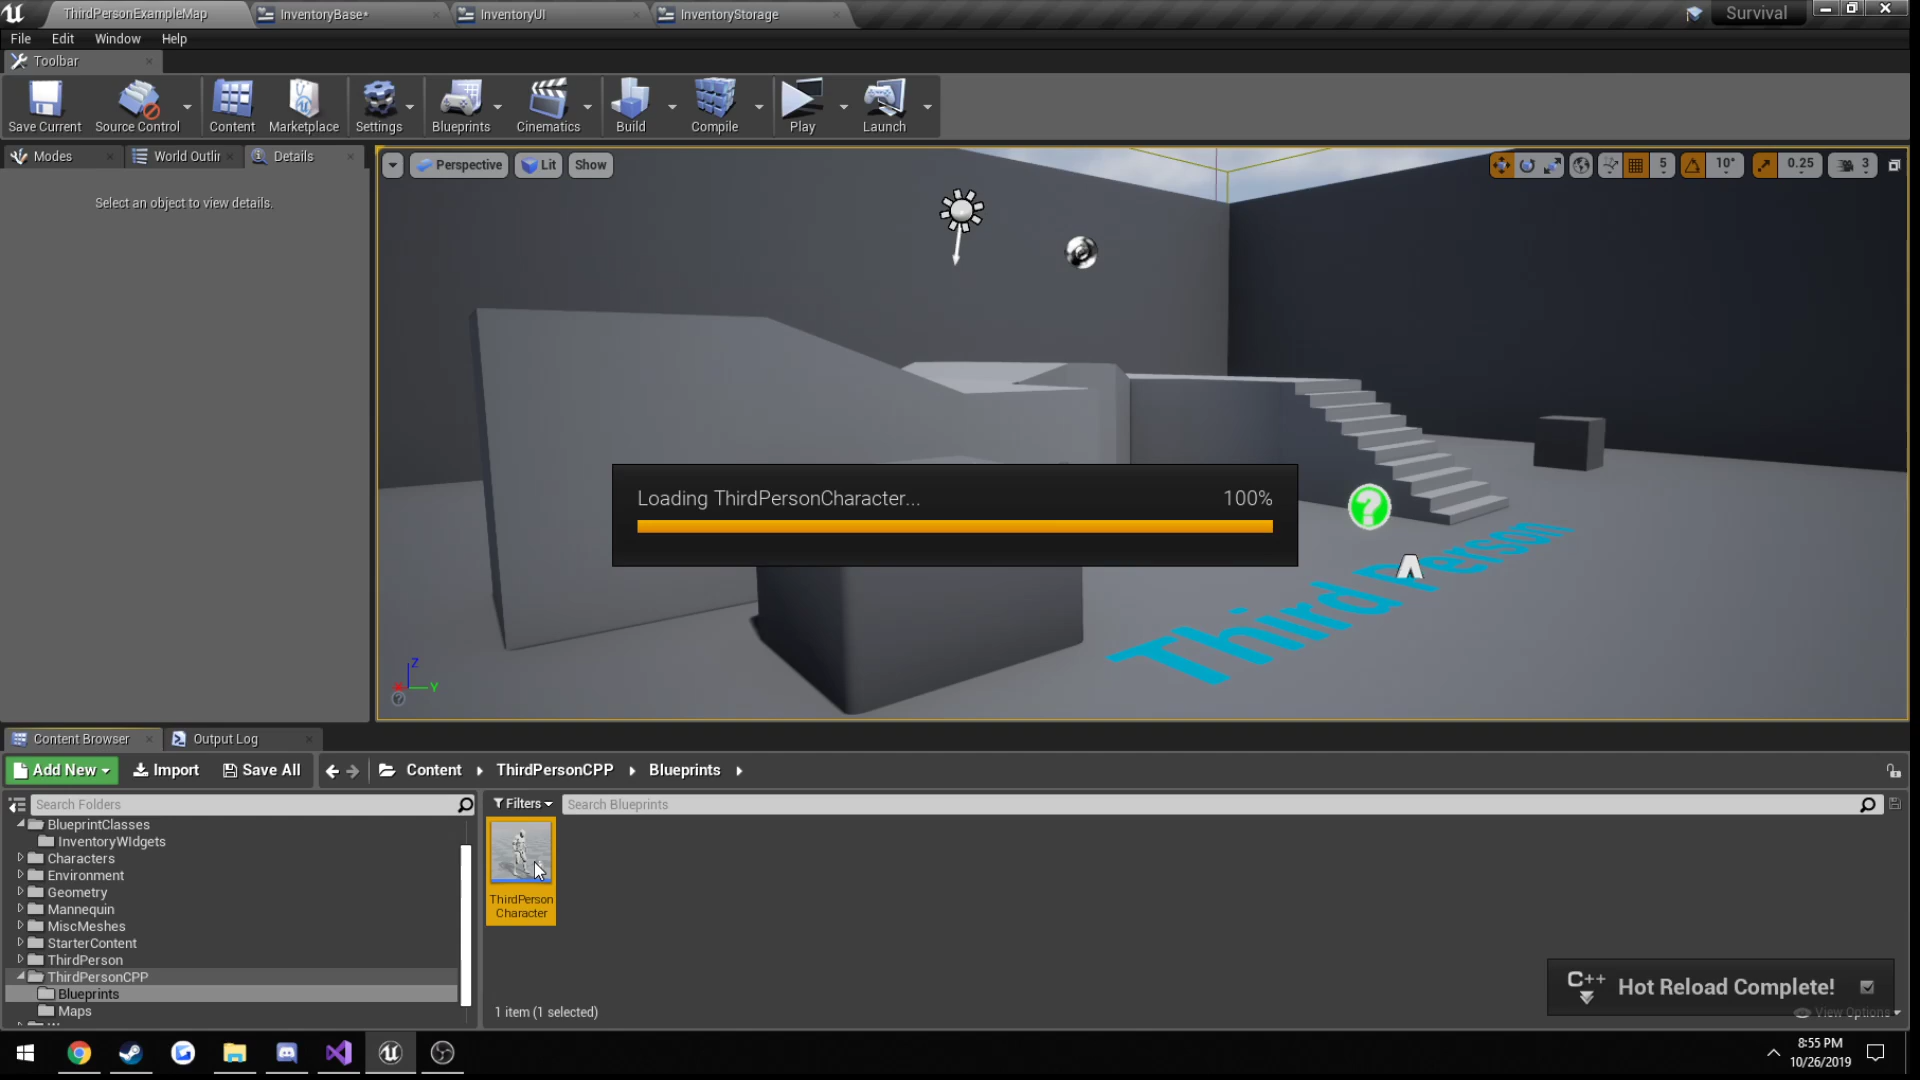 ThirdPersonExampleMap
InventoryBase*
InventoryUI
InventoryStorage
Survival
File Edit Window Help
Toolbar
Save Current
Source Control
Content
Marketplace
Settings
Blueprints
Cinematics
Build
Compile
Play
Launch
Modes
World Outlir
Details
Select an object to view details.
Perspective
Lit
Show
5
10°
0.25
3
Loading ThirdPersonCharacter... 100%
Third Person
Z
Y
Content Browser
Output Log
Add New
Import
Save All
Content
ThirdPersonCPP
Blueprints
Search Folders
Filters
Search Blueprints
BlueprintClasses
InventoryWIdgets
Characters
Environment
Geometry
Mannequin
MiscMeshes
StarterContent
ThirdPerson
ThirdPersonCPP
Blueprints
Maps
ThirdPerson
Character
1 item (1 selected)
C++ Hot Reload Complete!
View Options
8:55 PM
10/26/2019